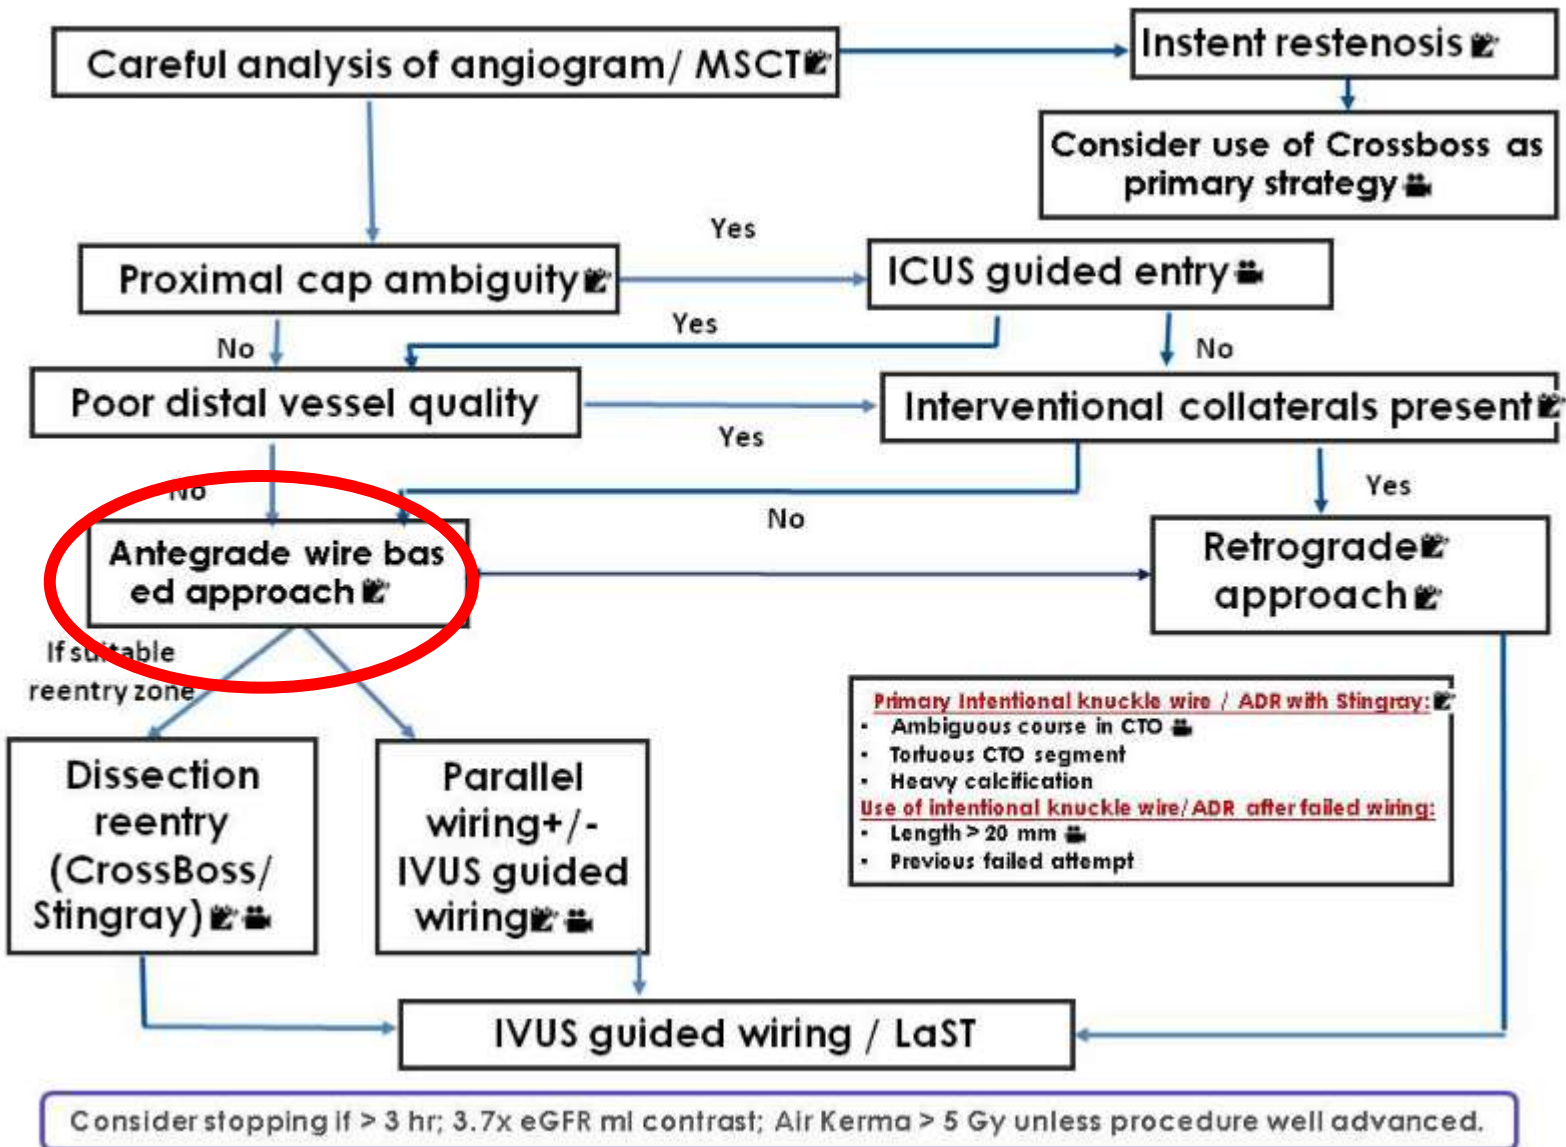 Careful analysis of angiogram/ MSCT
Instent restenosis
Consider use of Crossboss as
primary strategy
Yes
Proximal cap ambiguity
ICUS guided entry
Yes
No
No
Poor distal vessel quality
Interventional collaterals present
Yes
No
Yes
No
Antegrade wire bas
ed approach
Retrograde
approach
If suitable
reentry zone
Primary Intentional knuckle wire / ADR with Stingray:
· Ambiguous course in CTO
· Tortuous CTO segment
· Heavy calcification
Use of intentional knuckle wire/ADR after failed wiring:
· Length > 20 mm
· Previous failed attempt
Dissection
reentry
(CrossBoss/
Stingray)
Parallel
wiring+/-
IVUS guided
wiring
IVUS guided wiring / LaST
Consider stopping if > 3 hr; 3.7x eGFR ml contrast; Air Kerma > 5 Gy unless procedure well advanced.